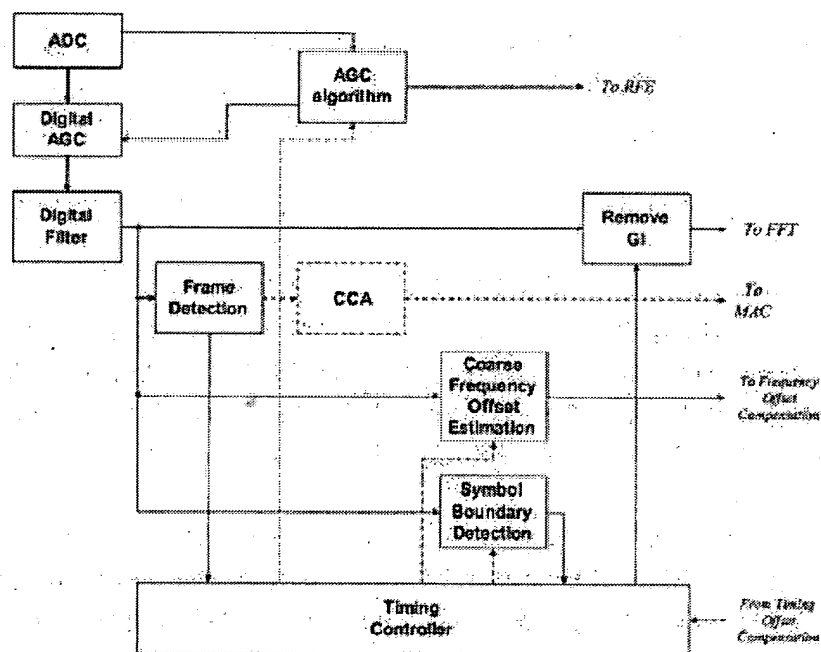 ADC
AGC
algorithm
To RFE
Digital
AGC
Digital
Filter
Remove
GI
To FFT
Frame
Detection
CCA
To
MAC
Coarse
Frequency
Offset
Estimation
To Frequency
Offset
Compensation
Symbol
Boundary
Detection
Timing
Controller
From Timing
Offset
Compensation